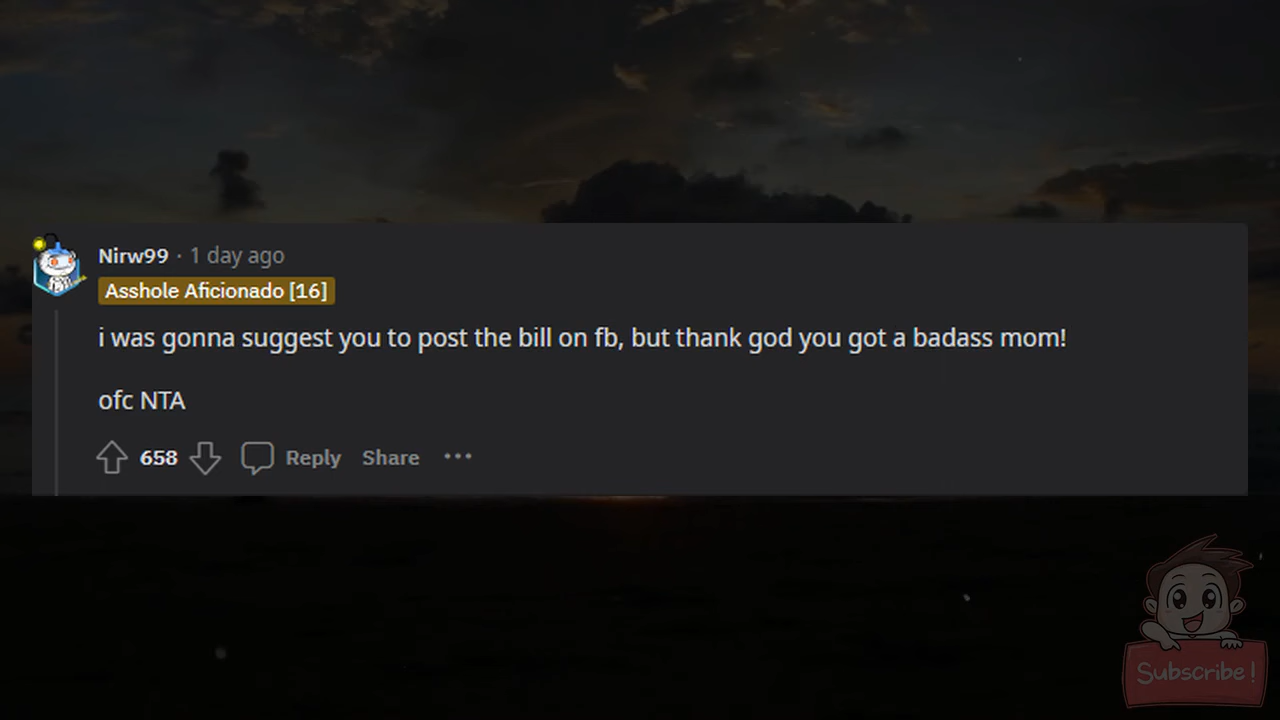 Nirw99 · 1 day ago
Asshole Aficionado [16]
i was gonna suggest you to post the bill on fb, but thank god you got a badass mom!
ofc NTA
658 Reply Share ···
Subscribe!